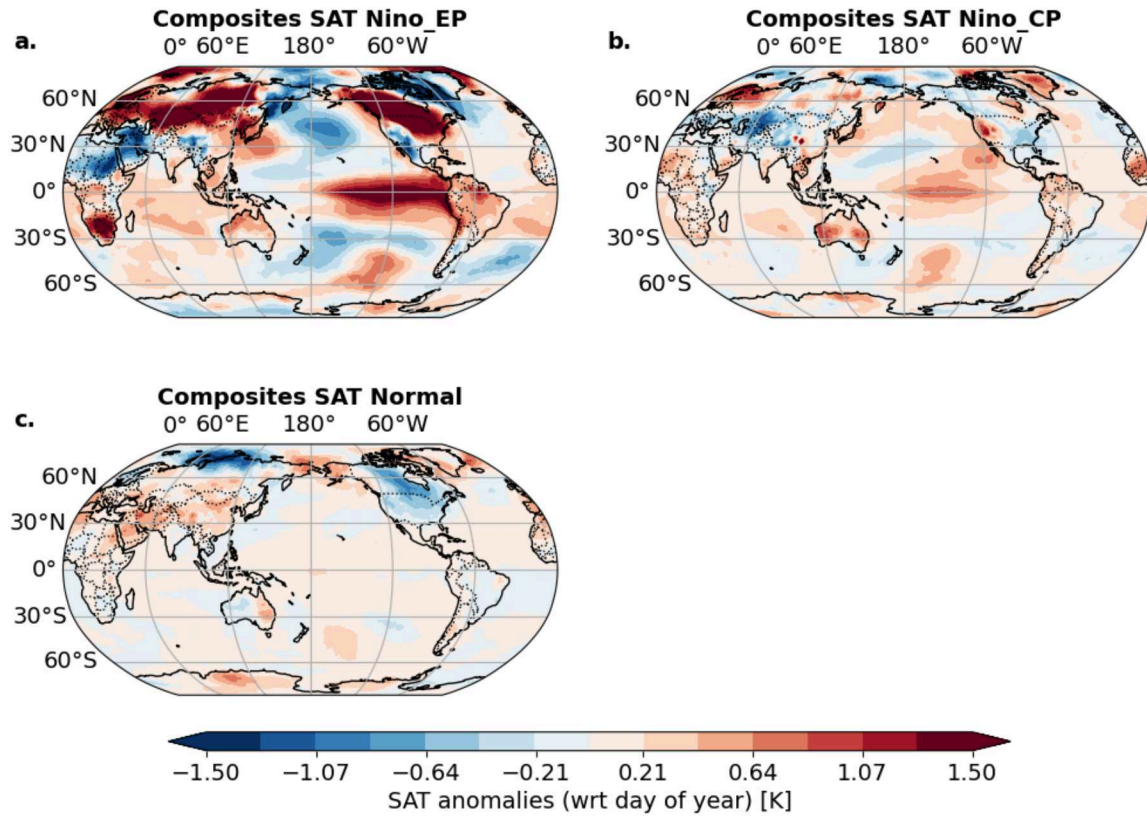 Composites SAT Nino_EP
a.
0° 60°E 180° 60°W
60°N
30°N
0°
30°S
60°S
Composites SAT Nino_CP
b.
0° 60°E 180° 60°W
60°N
30°N
0°
30°S
60°S
Composites SAT Normal
c.
0° 60°E 180° 60°W
60°N
30°N
0°
30°S
60°S
−1.50 −1.07 −0.64 −0.21 0.21 0.64 1.07 1.50
SAT anomalies (wrt day of year) [K]